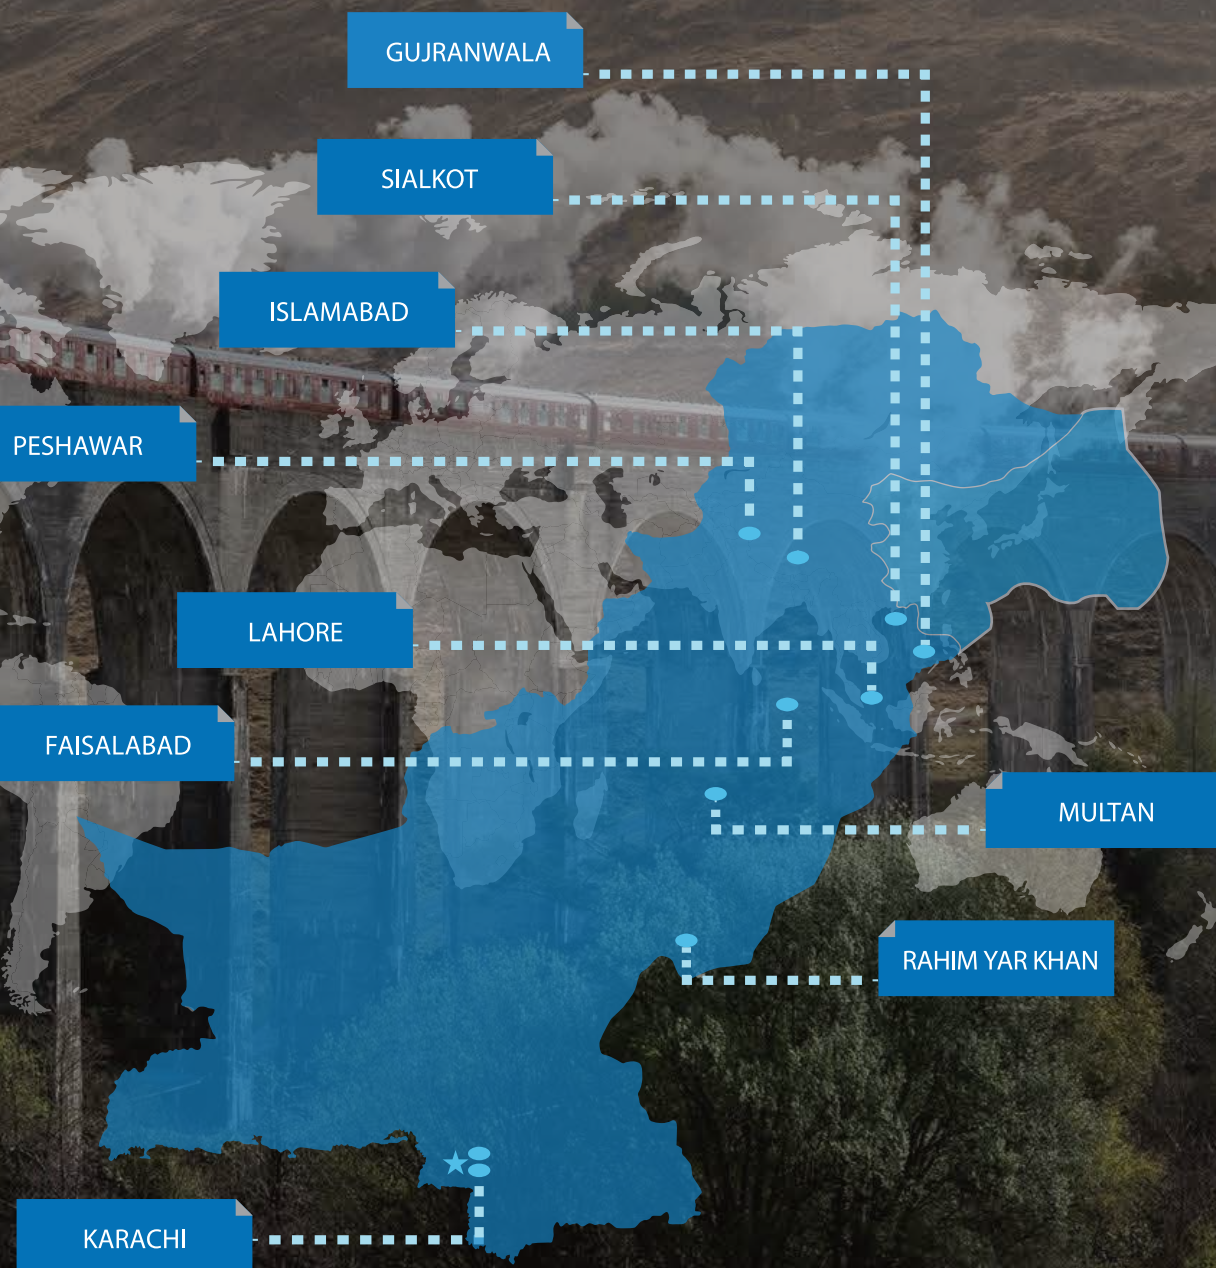 GUJRANWALA
SIALKOT
ISLAMABAD
PESHAWAR
LAHORE
FAISALABAD
MULTAN
RAHIM YAR KHAN
KARACHI